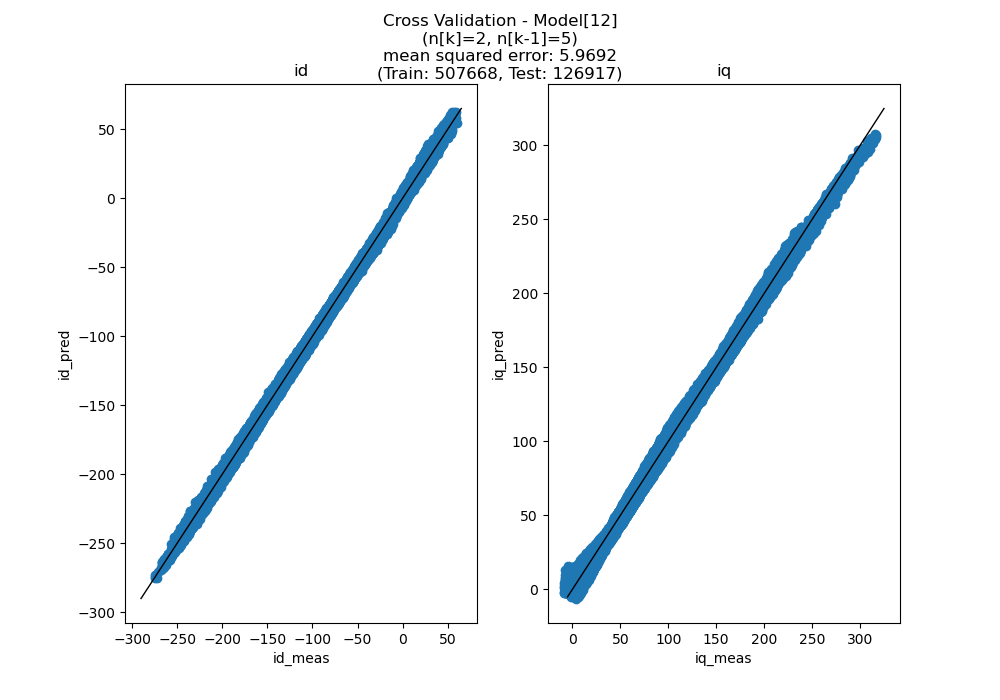 Cross Validation - Model[12]
(n[k]=2, n[k-1]=5)
mean squared error: 5.9692
(Train: 507668, Test: 126917)
id
50
0
−50
−100
−150
−200
−250
−300
id_pred
−300 −250 −200 −150 −100 −50 0 50
id_meas
iq
300
250
200
150
100
50
0
iq_pred
0 50 100 150 200 250 300
iq_meas